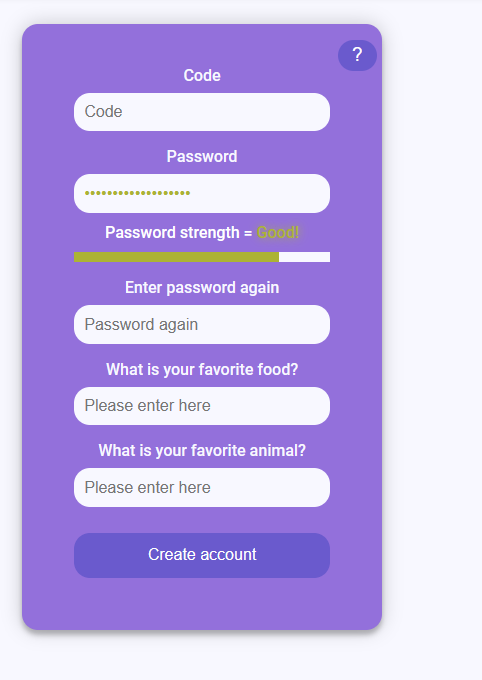 ?
Code
Code
Password
•••••••••••••••••••
Password strength = Good!
Enter password again
Password again
What is your favorite food?
Please enter here
What is your favorite animal?
Please enter here
Create account